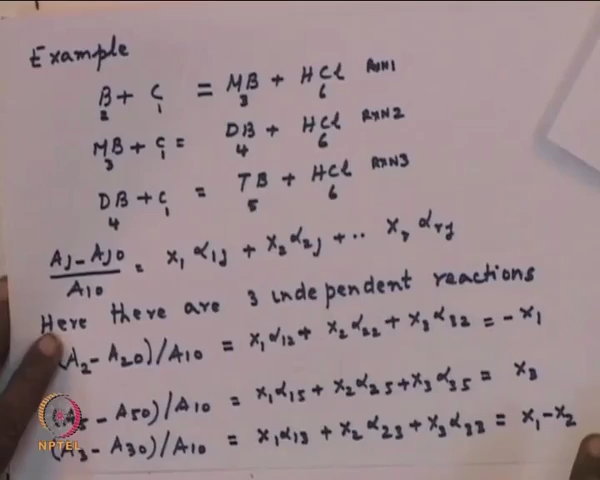 Example
B + C = MB + HCl RXN1
2 1 3 6
MB + C = DB + HCl RXN2
3 1 4 6
DB + C = TB + HCl RXN3
4 1 5 6
(AJ - AJ0)/A10 = x1 α1j + x2 α2j + .. xr αrj
Here there are 3 independent reactions
(A2 - A20)/A10 = x1α12 + x2α22 + x3α32 = -x1
5 - A50)/A10 = x1α15 + x2α25 + x3α35 = x3
(A3 - A30)/A10 = x1α13 + x2α23 + x3α33 = x1-x2
NPTEL